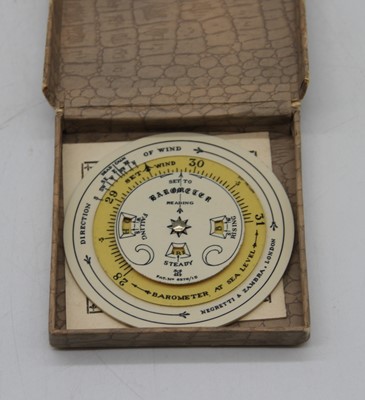 DIRECTION OF WIND
NEGRETTI & ZAMBRA, LONDON
SET WIND
28 29 30 31
BAROMETER AT SEA LEVEL
SET TO
BAROMETER
READING
FALLING
RISING
STEADY